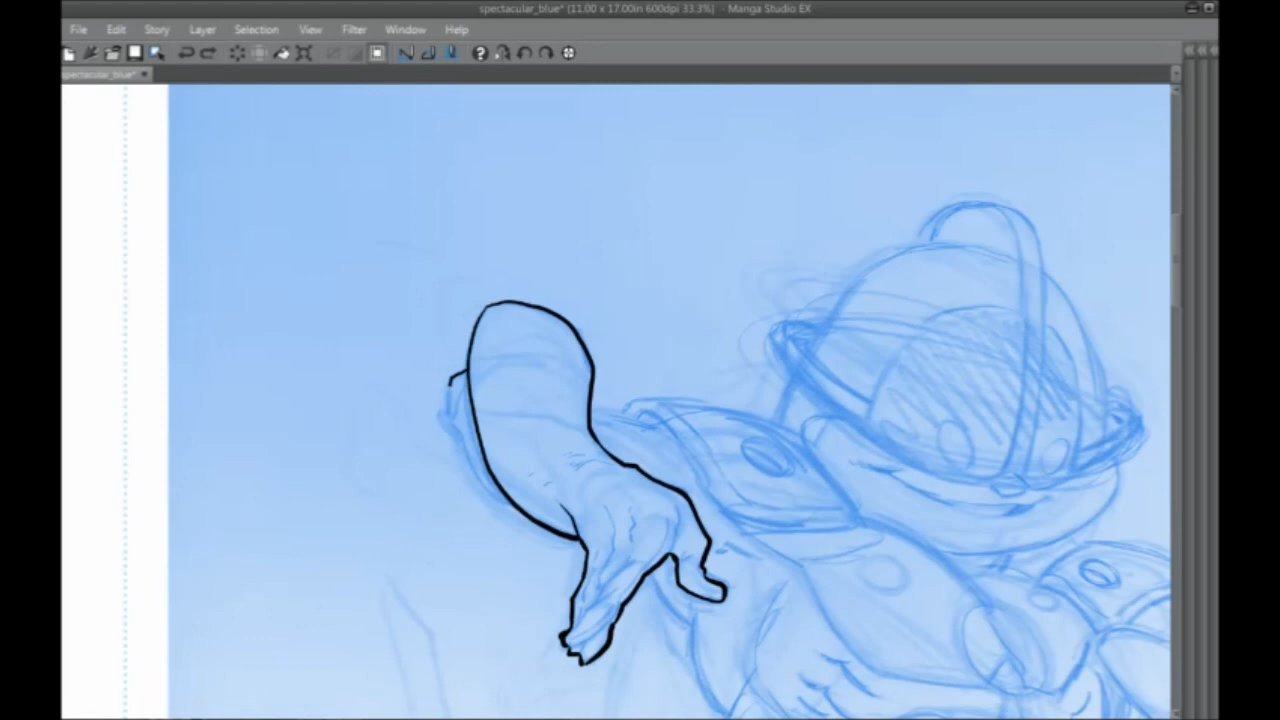 spectacular_blue* (11.00 x 17.00in 600dpi 33.3%) - Manga Studio EX
File Edit Story Layer Selection View Filter Window Help
spectacular_blue*